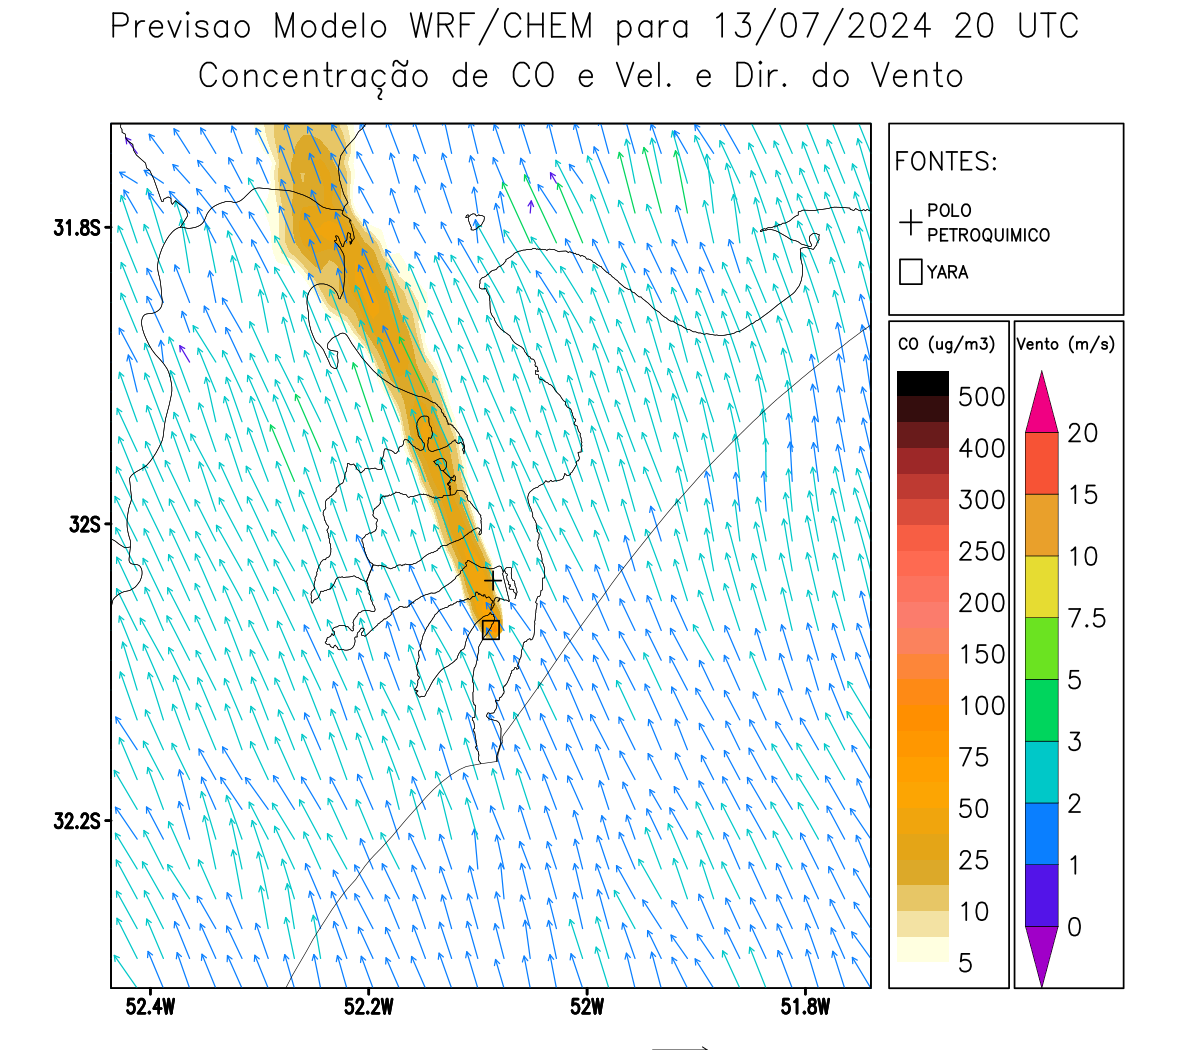 Previsao Modelo WRF/CHEM para 13/07/2024 20 UTC
Concentração de CO e Vel. e Dir. do Vento
FONTES:
POLO
PETROQUIMICO
YARA
CO (ug/m3)
500
400
300
250
200
150
100
75
50
25
10
5
Vento (m/s)
20
15
10
7.5
5
3
2
1
0
31.8S
32S
32.2S
52.4W
52.2W
52W
51.8W